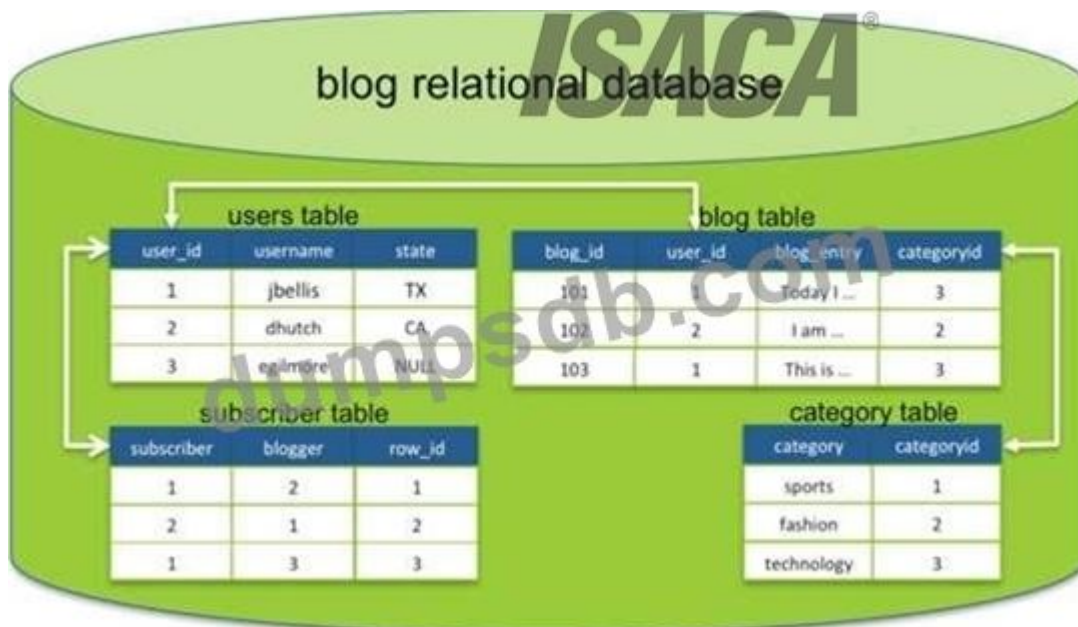 ISACA®
blog relational database
users table
user_id username state
1 jbellis TX
2 dhutch CA
3 egilmore NULL
blog table
blog_id user_id blog_entry categoryid
101 1 Today I ... 3
102 2 I am ... 2
103 1 This is ... 3
dumpsdb.com
subscriber table
subscriber blogger row_id
1 2 1
2 1 2
1 3 3
category table
category categoryid
sports 1
fashion 2
technology 3